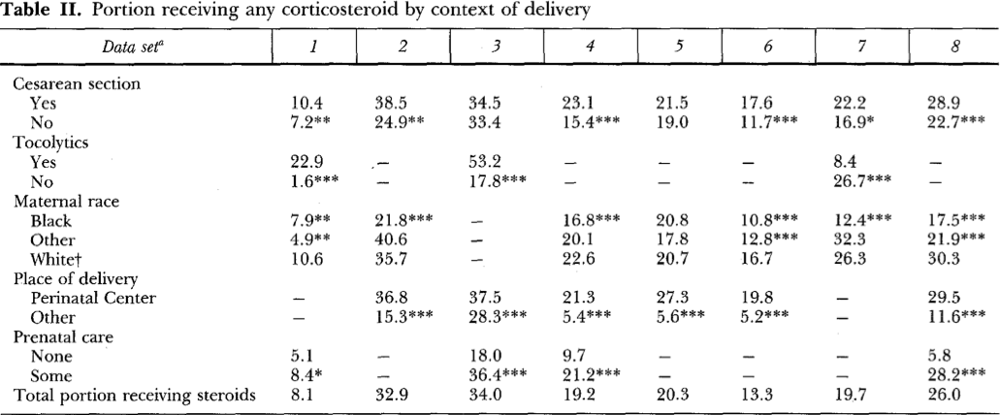 Table II. Portion receiving any corticosteroid by context of delivery
Data setᵃ 1 2 3 4 5 6 7 8
Cesarean section
Yes 10.4 38.5 34.5 23.1 21.5 17.6 22.2 28.9
No 7.2** 24.9** 33.4 15.4*** 19.0 11.7*** 16.9* 22.7***
Tocolytics
Yes 22.9 – 53.2 – – – 8.4 –
No 1.6*** – 17.8*** – – – 26.7*** –
Maternal race
Black 7.9** 21.8*** – 16.8*** 20.8 10.8*** 12.4*** 17.5***
Other 4.9** 40.6 – 20.1 17.8 12.8*** 32.3 21.9***
White† 10.6 35.7 – 22.6 20.7 16.7 26.3 30.3
Place of delivery
Perinatal Center – 36.8 37.5 21.3 27.3 19.8 – 29.5
Other – 15.3*** 28.3*** 5.4*** 5.6*** 5.2*** – 11.6***
Prenatal care
None 5.1 – 18.0 9.7 5.8
Some 8.4* – 36.4*** 21.2*** – – – 28.2***
Total portion receiving steroids 8.1 32.9 34.0 19.2 20.3 13.3 19.7 26.0